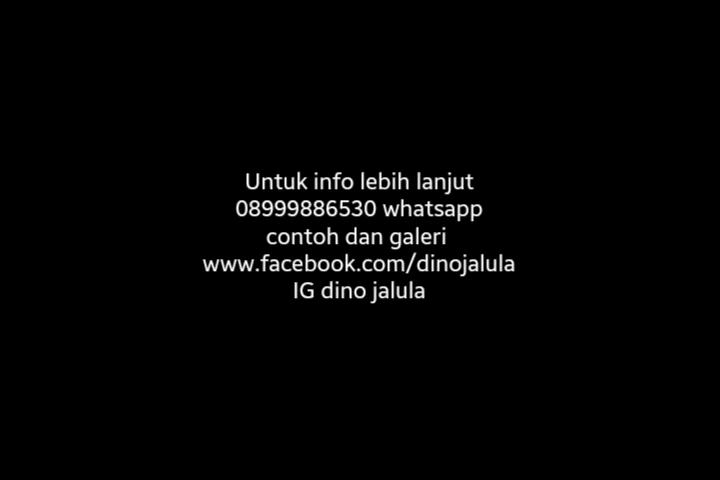 Untuk info lebih lanjut
08999886530 whatsapp
contoh dan galeri
www.facebook.com/dinojalula
IG dino jalula